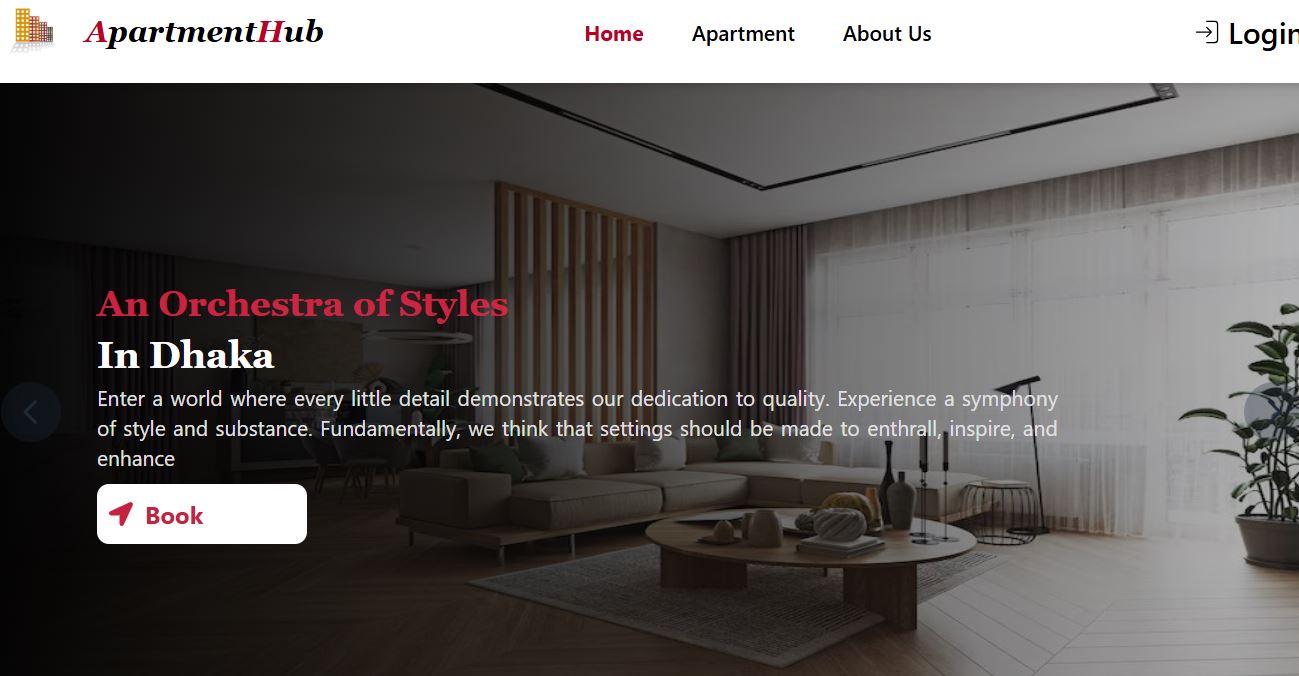 ApartmentHub
Home
Apartment
About Us
Login
An Orchestra of Styles
In Dhaka
Enter a world where every little detail demonstrates our dedication to quality. Experience a symphony
of style and substance. Fundamentally, we think that settings should be made to enthrall, inspire, and
enhance
Book